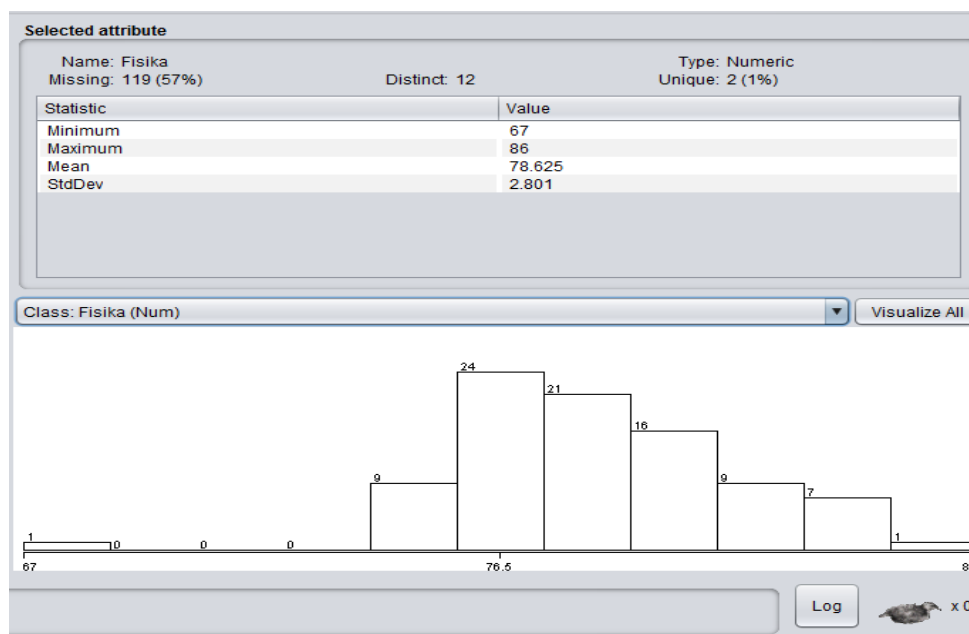 Selected attribute
Name: Fisika Type: Numeric
Missing: 119 (57%) Distinct: 12 Unique: 2 (1%)
Statistic Value
Minimum 67
Maximum 86
Mean 78.625
StdDev 2.801
Class: Fisika (Num) Visualize All
24
21
16
9 9
7
1 0 0 0 1
67 76.5 8
Log x 0